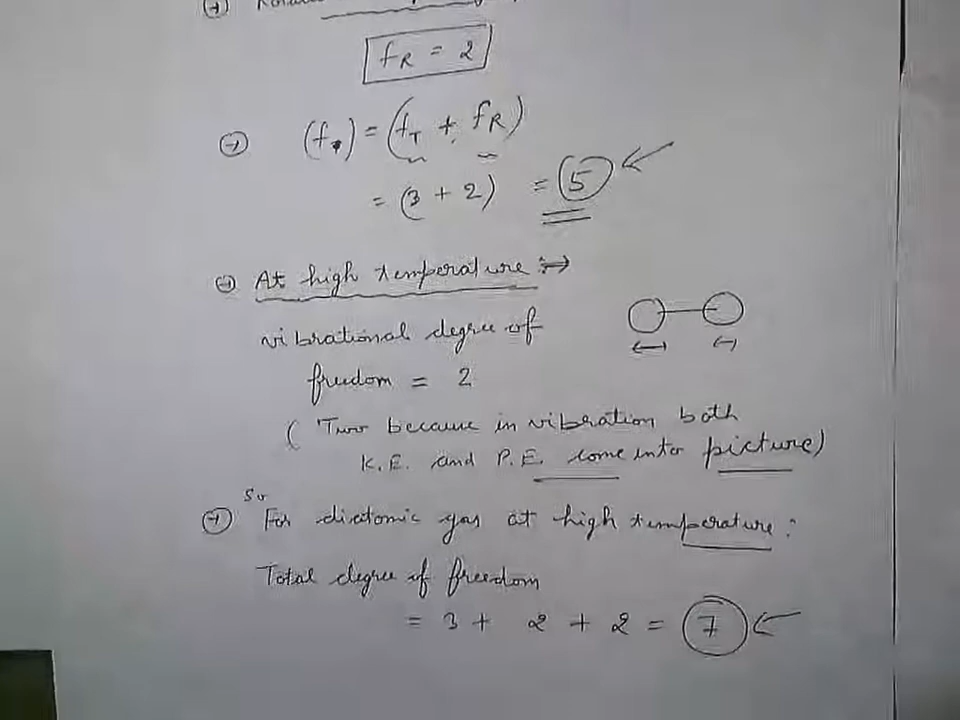 fR = 2
(f) = (fT + fR)
= (3 + 2) = 5
At high temperature :→
vibrational degree of
freedom = 2
( Two because in vibration both
K.E. and P.E. come into picture)
So
For diatomic gas at high temperature :
Total degree of freedom
= 3 + 2 + 2 = 7